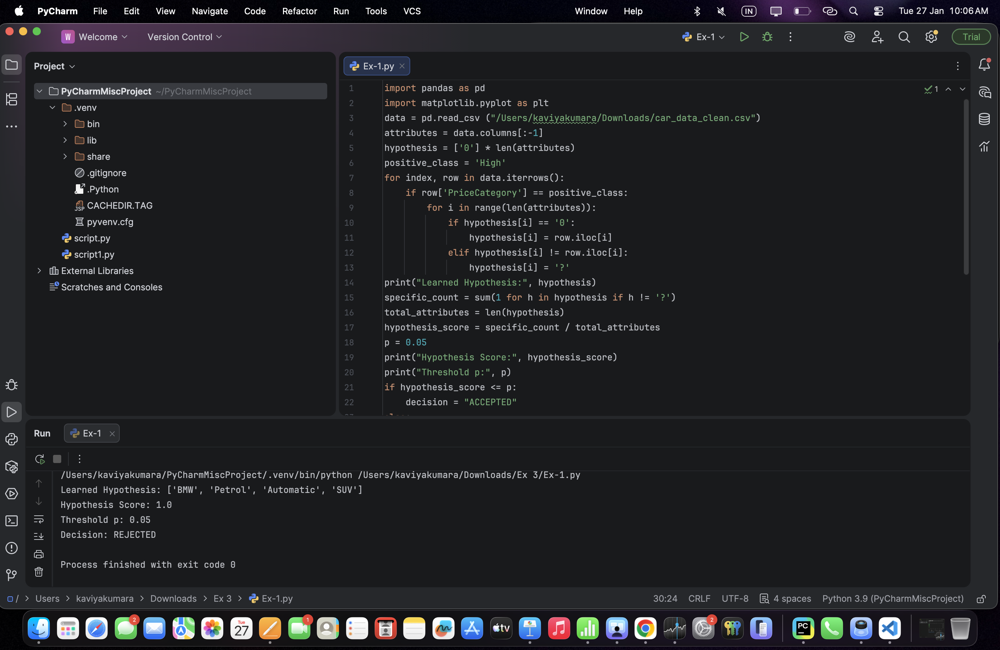 PyCharm File Edit View Navigate Code Refactor Run Tools VCS Window Help IN Tue 27 Jan 10:06 AM
W Welcome Version Control Ex-1 Trial
Project
Ex-1.py
PyCharmMiscProject ~/PyCharmMiscProject
.venv
bin
lib
share
.gitignore
.Python
JSP CACHEDIR.TAG
pyvenv.cfg
script.py
script1.py
External Libraries
Scratches and Consoles
1
1 import pandas as pd
2 import matplotlib.pyplot as plt
3 data = pd.read_csv ("/Users/kaviyakumara/Downloads/car_data_clean.csv")
4 attributes = data.columns[:-1]
5 hypothesis = ['0'] * len(attributes)
6 positive_class = 'High'
7 for index, row in data.iterrows():
8 if row['PriceCategory'] == positive_class:
9 for i in range(len(attributes)):
10 if hypothesis[i] == '0':
11 hypothesis[i] = row.iloc[i]
12 elif hypothesis[i] != row.iloc[i]:
13 hypothesis[i] = '?'
14 print("Learned Hypothesis:", hypothesis)
15 specific_count = sum(1 for h in hypothesis if h != '?')
16 total_attributes = len(hypothesis)
17 hypothesis_score = specific_count / total_attributes
18 p = 0.05
19 print("Hypothesis Score:", hypothesis_score)
20 print("Threshold p:", p)
21 if hypothesis_score <= p:
22 decision = "ACCEPTED"
Run Ex-1
/Users/kaviyakumara/PyCharmMiscProject/.venv/bin/python /Users/kaviyakumara/Downloads/Ex 3/Ex-1.py
Learned Hypothesis: ['BMW', 'Petrol', 'Automatic', 'SUV']
Hypothesis Score: 1.0
Threshold p: 0.05
Decision: REJECTED
Process finished with exit code 0
/ > Users > kaviyakumara > Downloads > Ex 3 > Ex-1.py 30:24 CRLF UTF-8 4 spaces Python 3.9 (PyCharmMiscProject)
2 Tue 27 1 tv 2 PC